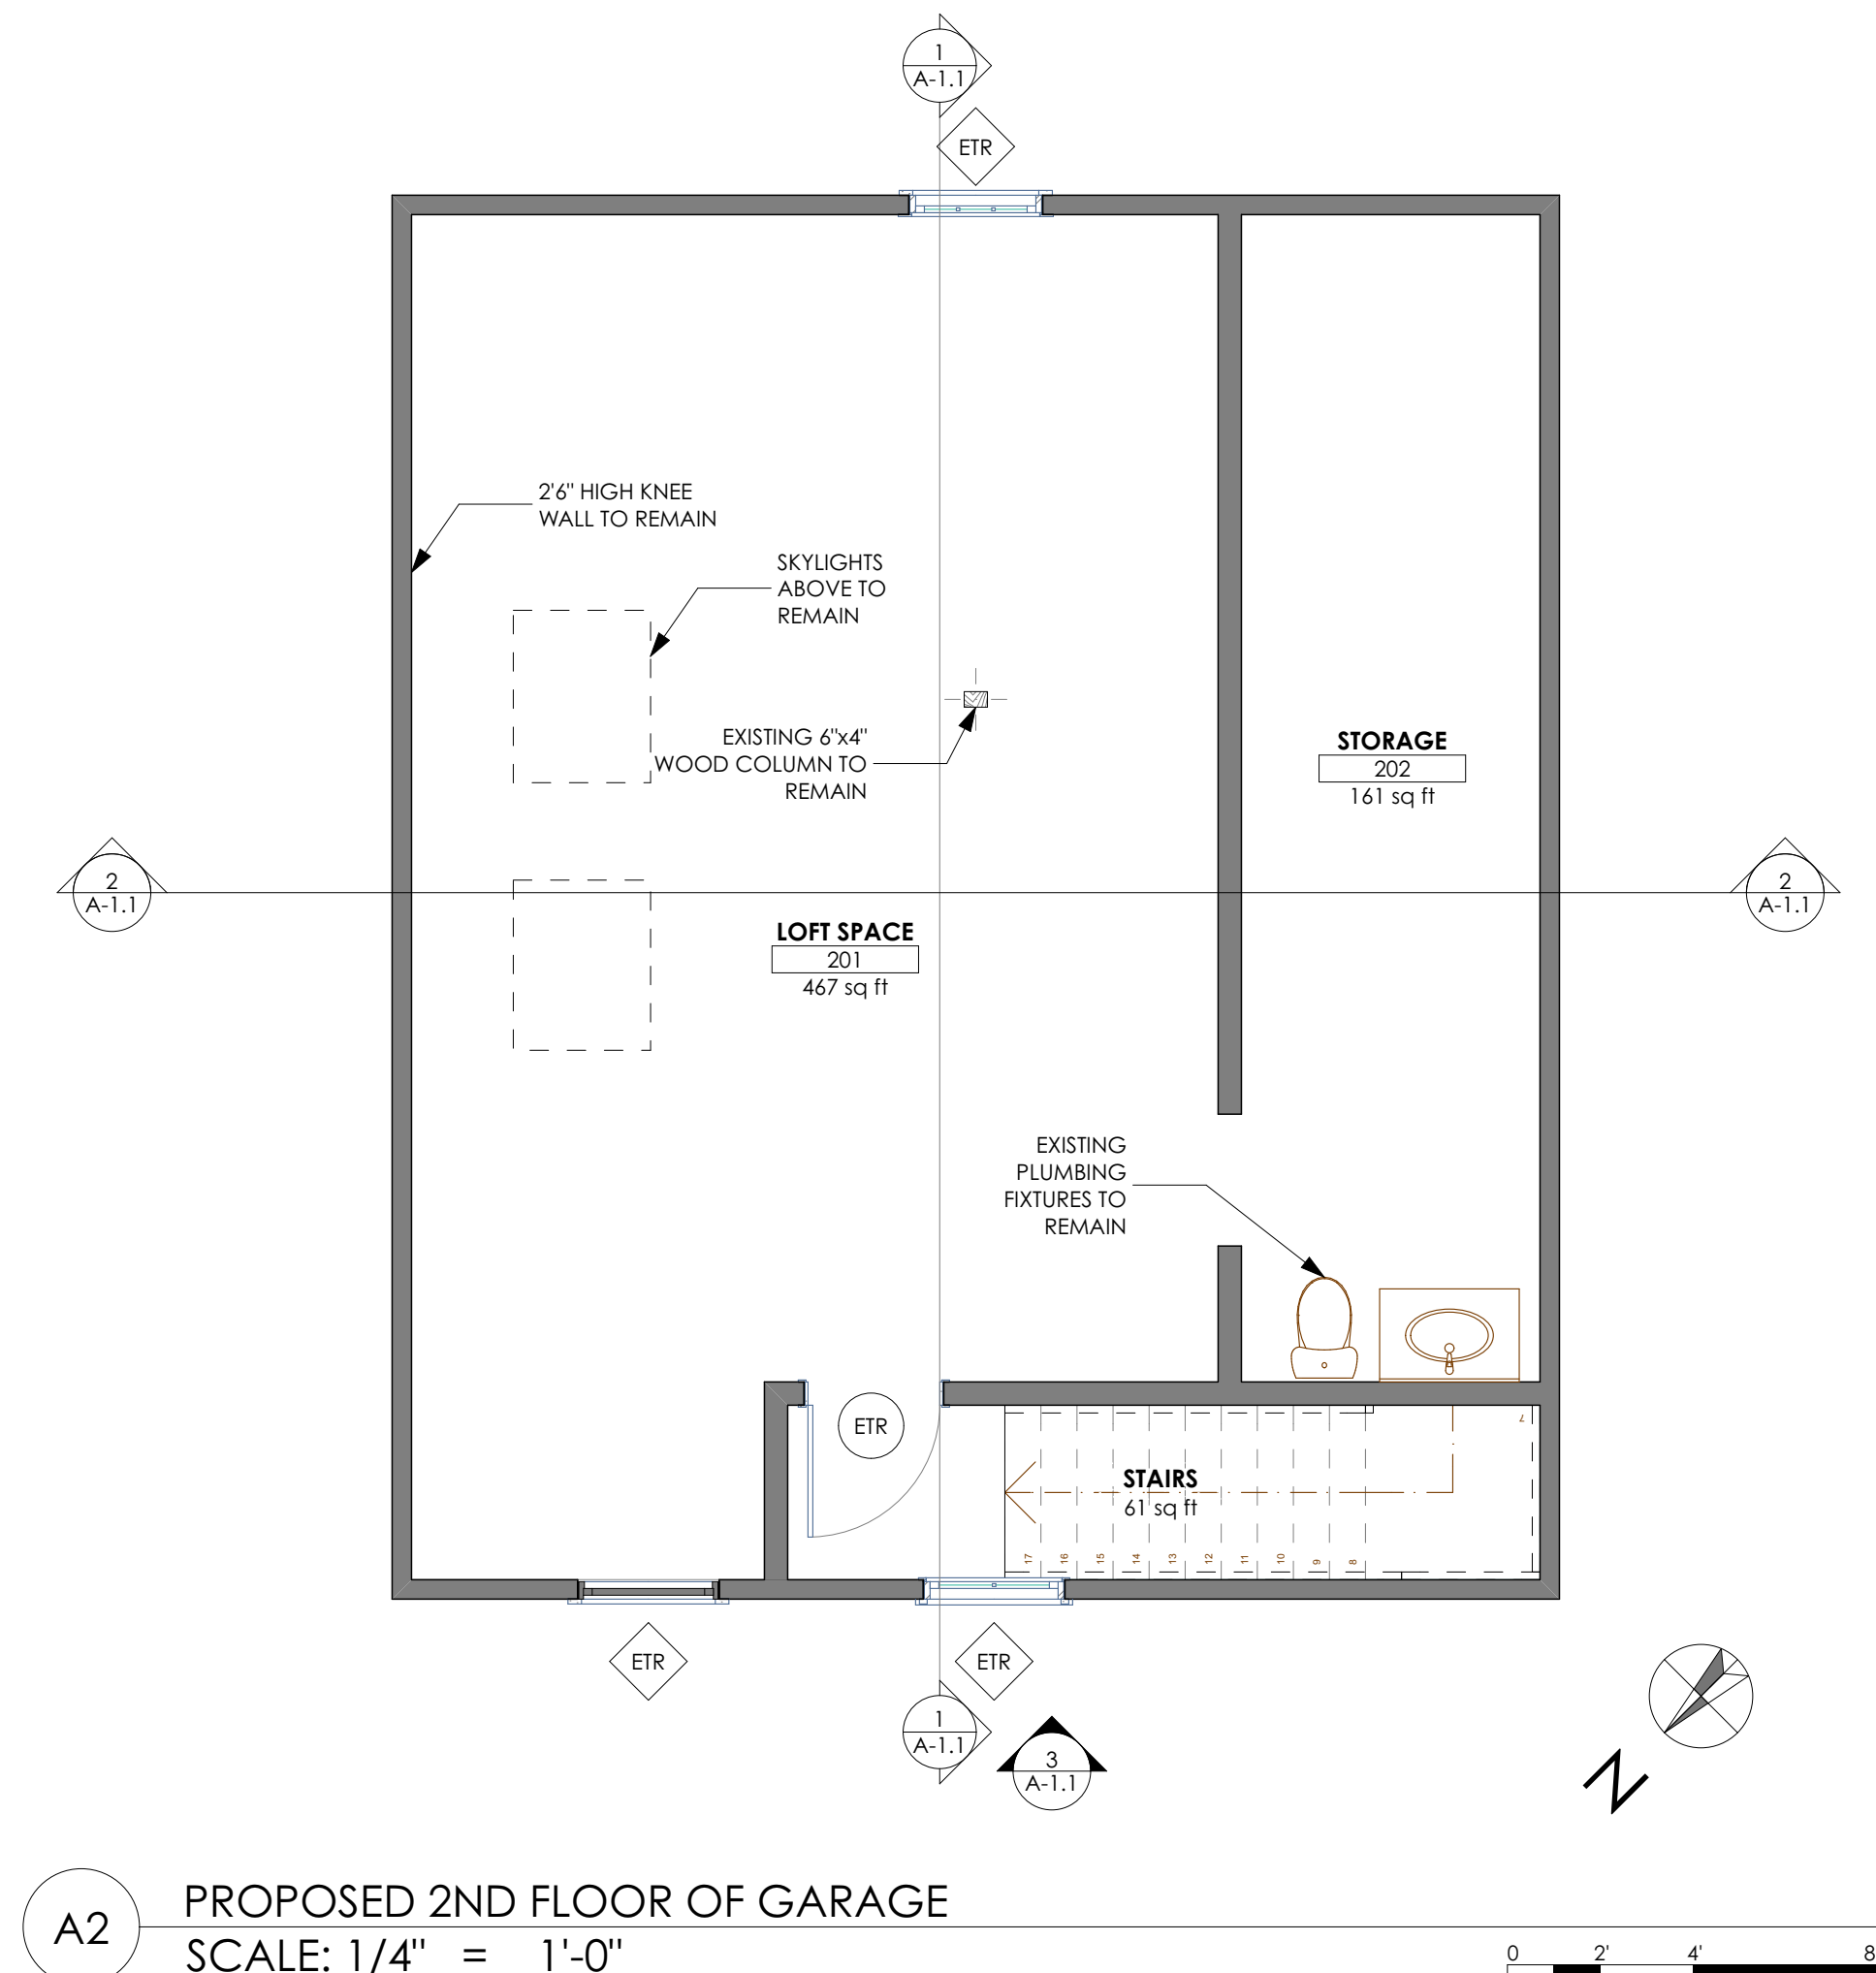 1
A-1.1
ETR
2'6" HIGH KNEE
WALL TO REMAIN
SKYLIGHTS
ABOVE TO
REMAIN
EXISTING 6"x4"
WOOD COLUMN TO
REMAIN
STORAGE
202
161 sq ft
2
A-1.1
2
A-1.1
LOFT SPACE
201
467 sq ft
EXISTING
PLUMBING
FIXTURES TO
REMAIN
ETR
7
STAIRS
61 sq ft
17 16 15 14 13 12 11 10 9 8
ETR
ETR
1
A-1.1
3
A-1.1
N
A2
PROPOSED 2ND FLOOR OF GARAGE
SCALE: 1/4" = 1'-0"
0 2' 4' 8